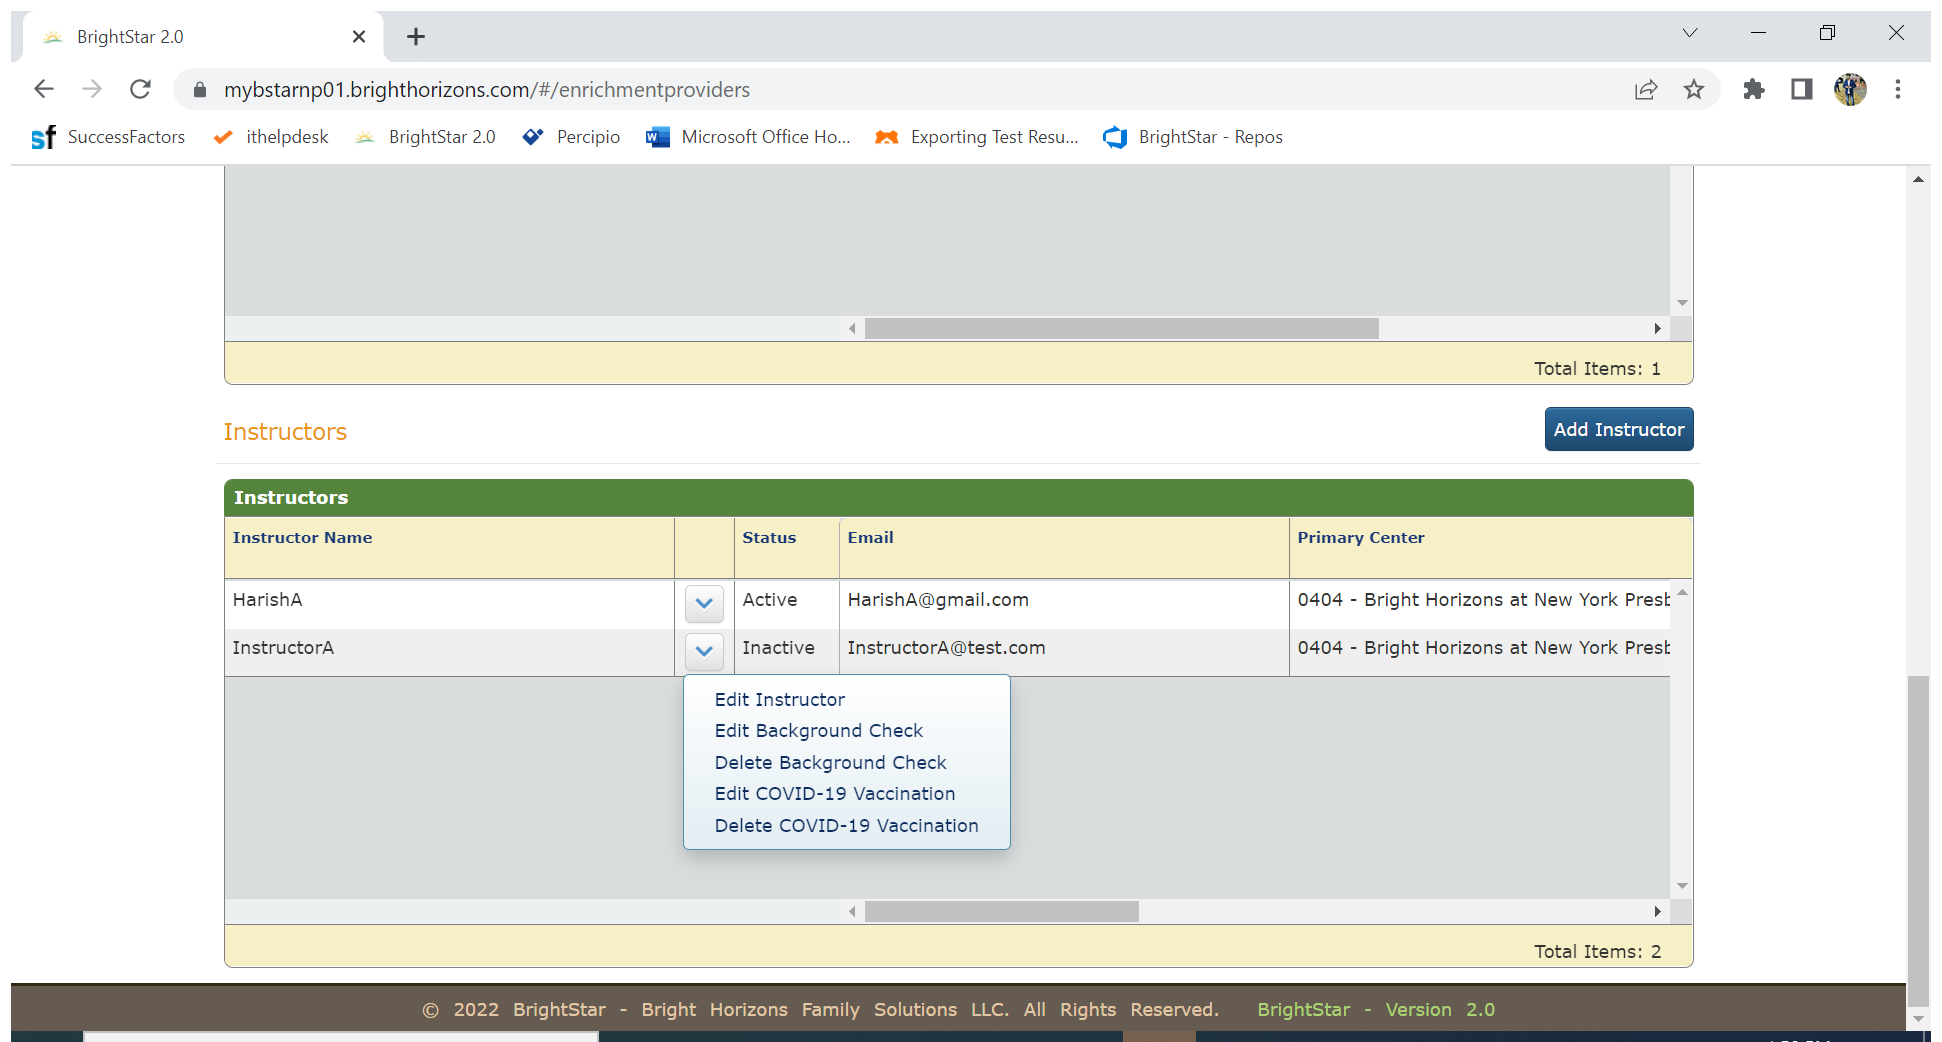 BrightStar 2.0
mybstarnp01.brighthorizons.com/#/enrichmentproviders
sf SuccessFactors ithelpdesk BrightStar 2.0 Percipio Microsoft Office Ho... Exporting Test Resu... BrightStar - Repos
Total Items: 1
Instructors
Add Instructor
Instructors
Instructor Name Status Email Primary Center
HarishA Active HarishA@gmail.com 0404 - Bright Horizons at New York Presb
InstructorA Inactive InstructorA@test.com 0404 - Bright Horizons at New York Presb
Edit Instructor
Edit Background Check
Delete Background Check
Edit COVID-19 Vaccination
Delete COVID-19 Vaccination
Total Items: 2
© 2022 BrightStar - Bright Horizons Family Solutions LLC. All Rights Reserved. BrightStar - Version 2.0